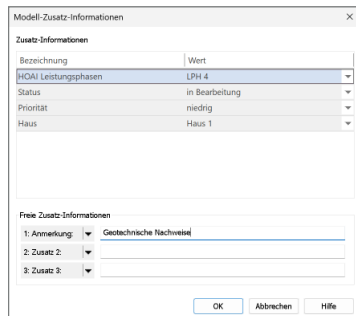 Modell-Zusatz-Informationen
Zusatz-Informationen
Bezeichnung Wert
HOAI Leistungsphasen LPH 4
Status in Bearbeitung
Priorität niedrig
Haus Haus 1
Freie Zusatz-Informationen
1: Anmerkung: Geotechnische Nachweise
2: Zusatz 2:
3: Zusatz 3:
OK Abbrechen Hilfe